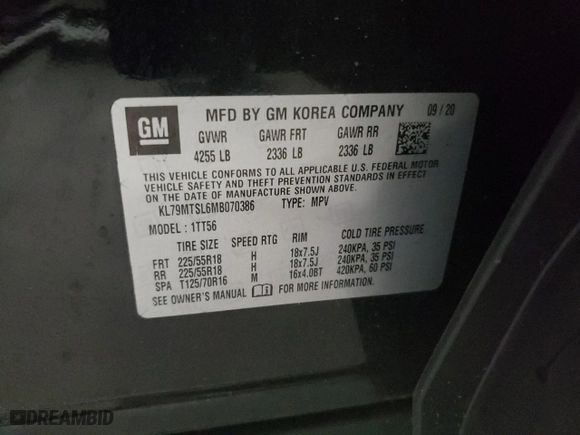 GM
MFD BY GM KOREA COMPANY 09/20
GVWR GAWR FRT GAWR RR
4255 LB 2336 LB 2336 LB
THIS VEHICLE CONFORMS TO ALL APPLICABLE U.S. FEDERAL MOTOR
VEHICLE SAFETY AND THEFT PREVENTION STANDARDS IN EFFECT
ON THE DATE OF MANUFACTURE SHOWN ABOVE.
KL79MTSL6MB070386 TYPE: MPV
MODEL: 1TT56
TIRE SIZE SPEED RTG RIM COLD TIRE PRESSURE
FRT 225/55R18 H 18x7.5J 240KPA, 35 PSI
RR 225/55R18 H 18x7.5J 240KPA, 35 PSI
SPA T125/70R16 M 16x4.0BT 420KPA, 60 PSI
SEE OWNER'S MANUAL FOR MORE INFORMATION.
DREAMBID